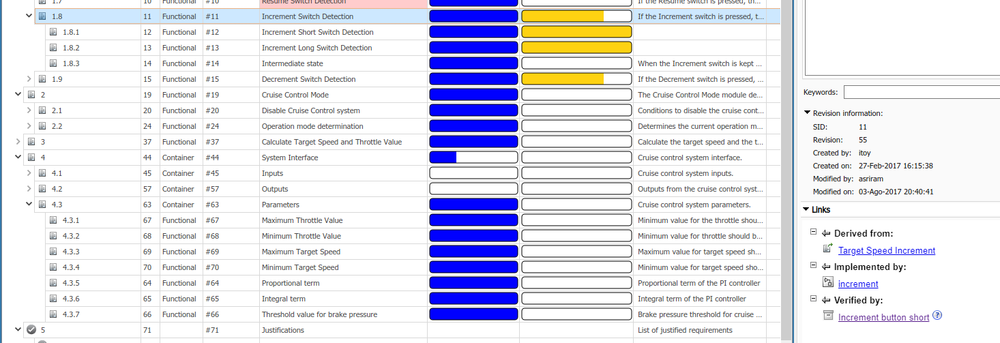 1.7 10 Functional #10 Resume Switch Detection If the Resume switch is pressed, th...
1.8 11 Functional #11 Increment Switch Detection If the Increment switch is pressed, t...
1.8.1 12 Functional #12 Increment Short Switch Detection
1.8.2 13 Functional #13 Increment Long Switch Detection
1.8.3 14 Functional #14 Intermediate state When the Increment switch is kept ...
1.9 15 Functional #15 Decrement Switch Detection If the Decrement switch is pressed, ...
2 19 Functional #19 Cruise Control Mode The Cruise Control Mode module de...
2.1 20 Functional #20 Disable Cruise Control system Conditions to disable the cruise cont...
2.2 24 Functional #24 Operation mode determination Determines the current operation m...
3 37 Functional #37 Calculate Target Speed and Throttle Value Calculate the target speed and the t...
4 44 Container #44 System Interface Cruise control system interface.
4.1 45 Container #45 Inputs Cruise control system inputs.
4.2 57 Container #57 Outputs Outputs from the cruise control syst...
4.3 63 Container #63 Parameters Cruise control system parameters.
4.3.1 67 Functional #67 Maximum Throttle Value Minimum value for the throttle shou...
4.3.2 68 Functional #68 Minimum Throttle Value Minimum value for throttle should b...
4.3.3 69 Functional #69 Maximum Target Speed Maximum value for target speed sh...
4.3.4 70 Functional #70 Minimum Target Speed Minimum value for target speed sho...
4.3.5 64 Functional #64 Proportional term Proportional term of the PI controller
4.3.6 65 Functional #65 Integral term Integral term of the PI controller
4.3.7 66 Functional #66 Threshold value for brake pressure Brake pressure threshold for cruise ...
5 71 #71 Justifications List of justified requirements
Keywords:
Revision information:
SID: 11
Revision: 55
Created by: itoy
Created on: 27-Feb-2017 16:15:38
Modified by: asriram
Modified on: 03-Ago-2017 20:40:41
Links
Derived from:
Target Speed Increment
Implemented by:
increment
Verified by:
Increment button short ?